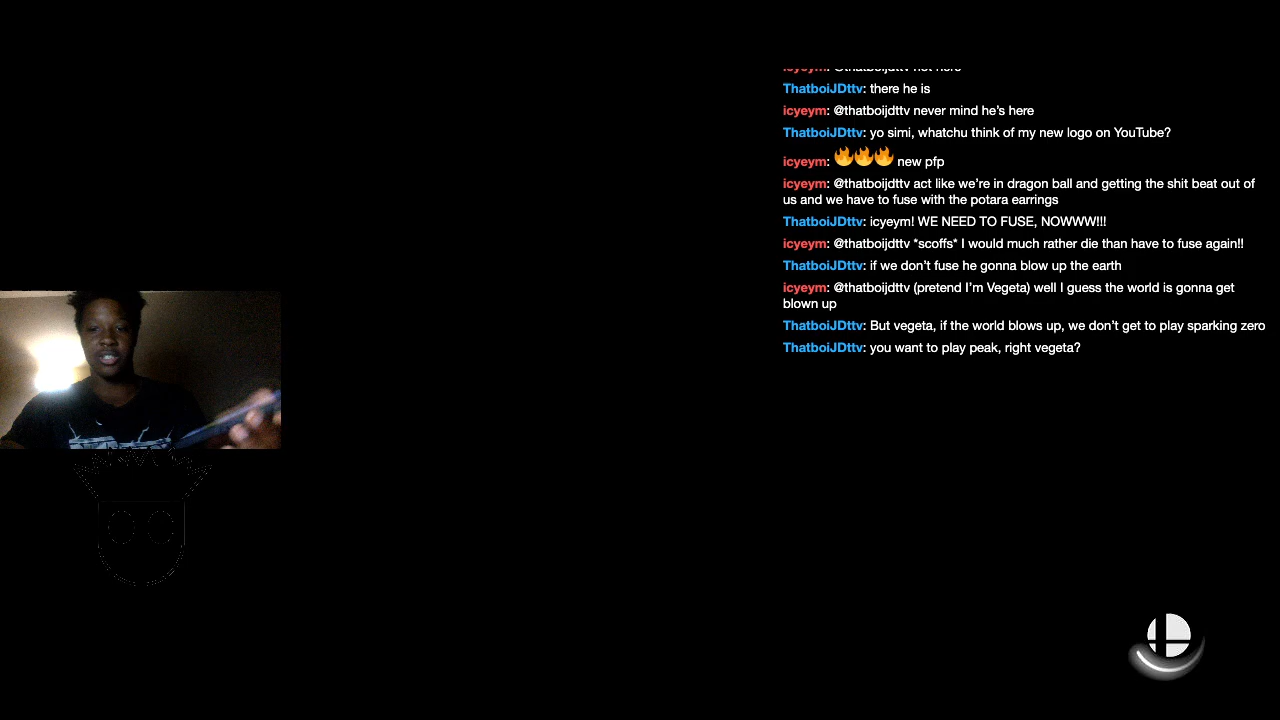 ThatboiJDttv: there he is
icyeym: @thatboijdttv never mind he's here
ThatboiJDttv: yo simi, whatchu think of my new logo on YouTube?
icyeym: 🔥🔥🔥 new pfp
icyeym: @thatboijdttv act like we're in dragon ball and getting the shit beat out of
us and we have to fuse with the potara earrings
ThatboiJDttv: icyeym! WE NEED TO FUSE, NOWWW!!!
icyeym: @thatboijdttv *scoffs* I would much rather die than have to fuse again!!
ThatboiJDttv: if we don't fuse he gonna blow up the earth
icyeym: @thatboijdttv (pretend I'm Vegeta) well I guess the world is gonna get
blown up
ThatboiJDttv: But vegeta, if the world blows up, we don't get to play sparking zero
ThatboiJDttv: you want to play peak, right vegeta?